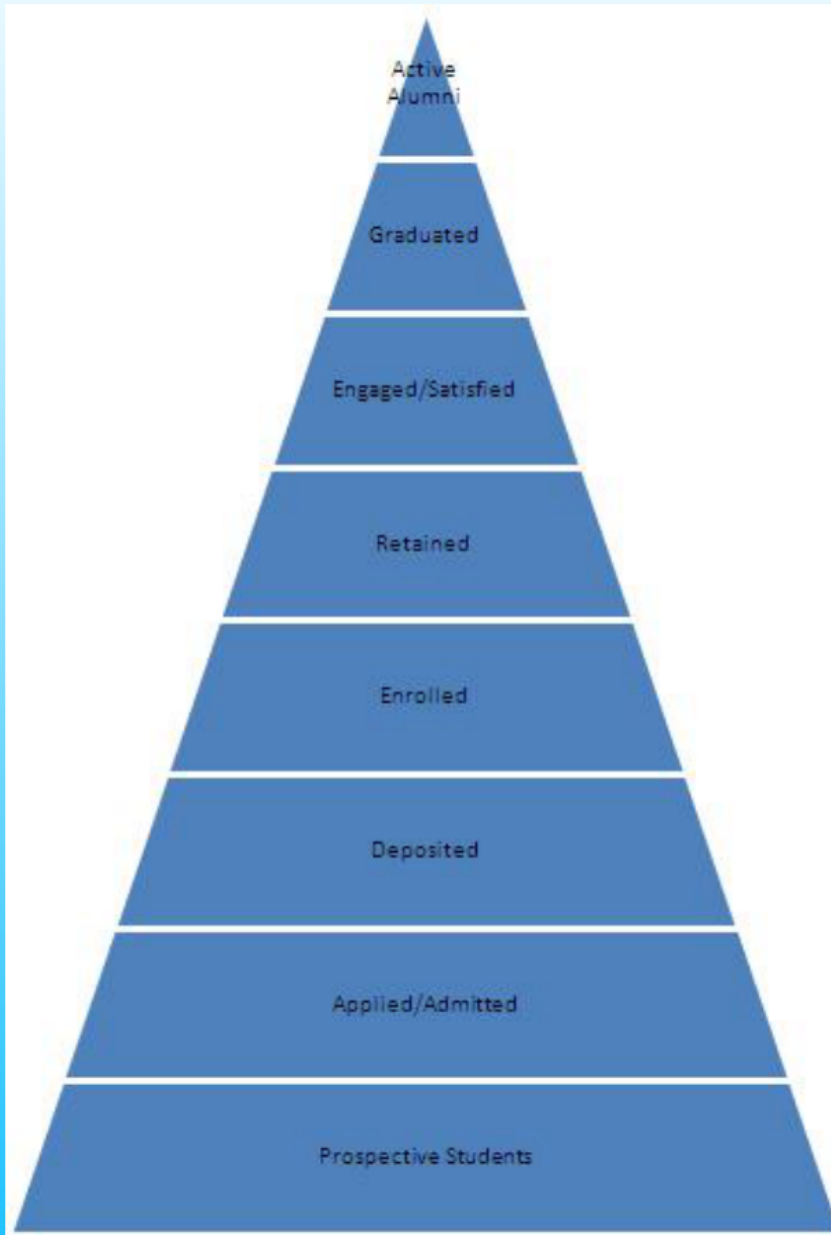 Active
Alumni
Graduated
Engaged/Satisfied
Retained
Enrolled
Deposited
Applied/Admitted
Prospective Students